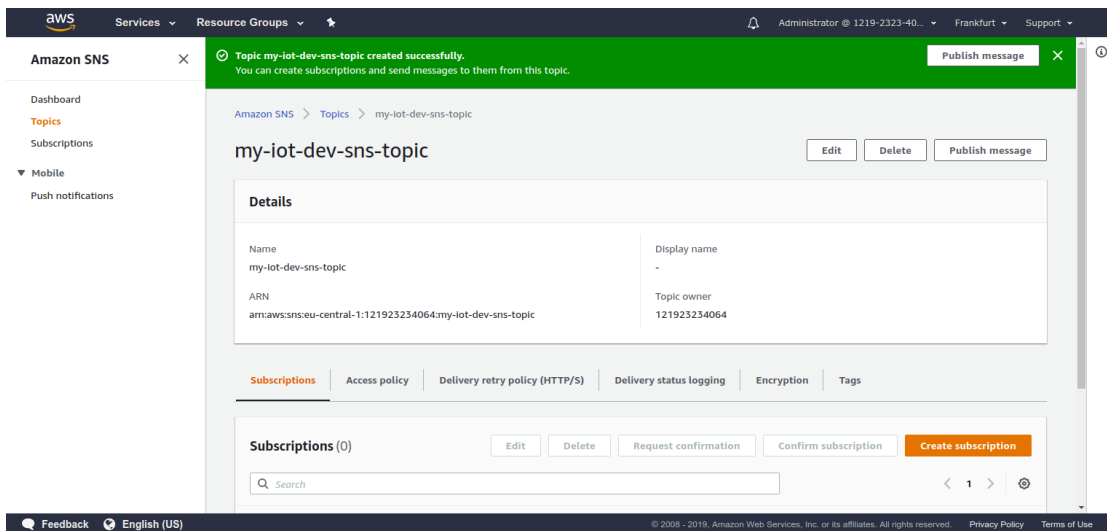 aws Services Resource Groups Administrator @ 1219-2323-40... Frankfurt Support
Amazon SNS
Dashboard
Topics
Subscriptions
Mobile
Push notifications
Topic my-iot-dev-sns-topic created successfully.
You can create subscriptions and send messages to them from this topic.
Publish message
Amazon SNS > Topics > my-iot-dev-sns-topic
my-iot-dev-sns-topic
Edit Delete Publish message
Details
Name
my-iot-dev-sns-topic
Display name
-
ARN
arn:aws:sns:eu-central-1:121923234064:my-iot-dev-sns-topic
Topic owner
121923234064
Subscriptions Access policy Delivery retry policy (HTTP/S) Delivery status logging Encryption Tags
Subscriptions (0) Edit Delete Request confirmation Confirm subscription Create subscription
Search < 1 >
Feedback English (US) © 2008 - 2019, Amazon Web Services, Inc. or its affiliates. All rights reserved. Privacy Policy Terms of Use